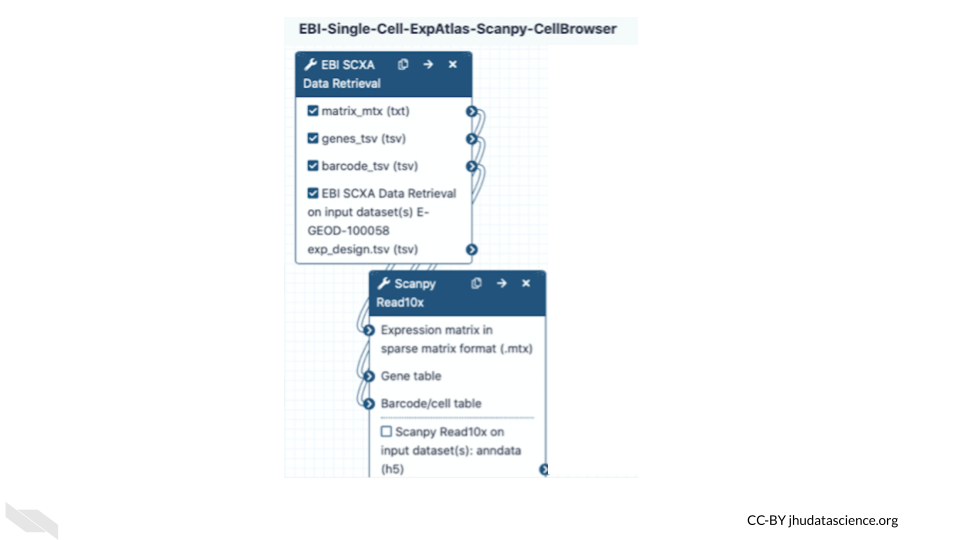 EBI-Single-Cell-ExpAtlas-Scanpy-CellBrowser
EBI SCXA
Data Retrieval
matrix_mtx (txt)
genes_tsv (tsv)
barcode_tsv (tsv)
EBI SCXA Data Retrieval
on input dataset(s) E-
GEOD-100058
exp_design.tsv (tsv)
Scanpy
Read10x
Expression matrix in
sparse matrix format (.mtx)
Gene table
Barcode/cell table
Scanpy Read10x on
input dataset(s): anndata
(h5)
CC-BY jhudatascience.org